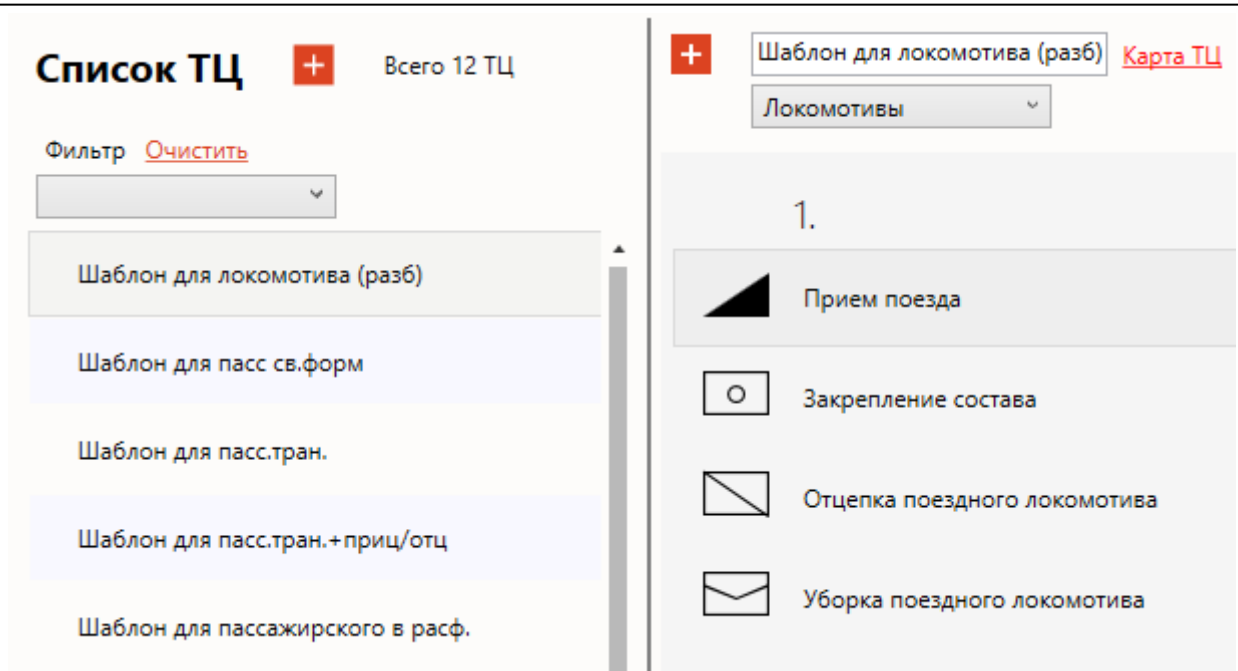 Список ТЦ
Всего 12 ТЦ
Фильтр Очистить
Шаблон для локомотива (разб)
Шаблон для пасс св.форм
Шаблон для пасс.тран.
Шаблон для пасс.тран.+приц/отц
Шаблон для пассажирского в расф.
Шаблон для локомотива (разб) Карта ТЦ
Локомотивы
1.
Прием поезда
Закрепление состава
Отцепка поездного локомотива
Уборка поездного локомотива